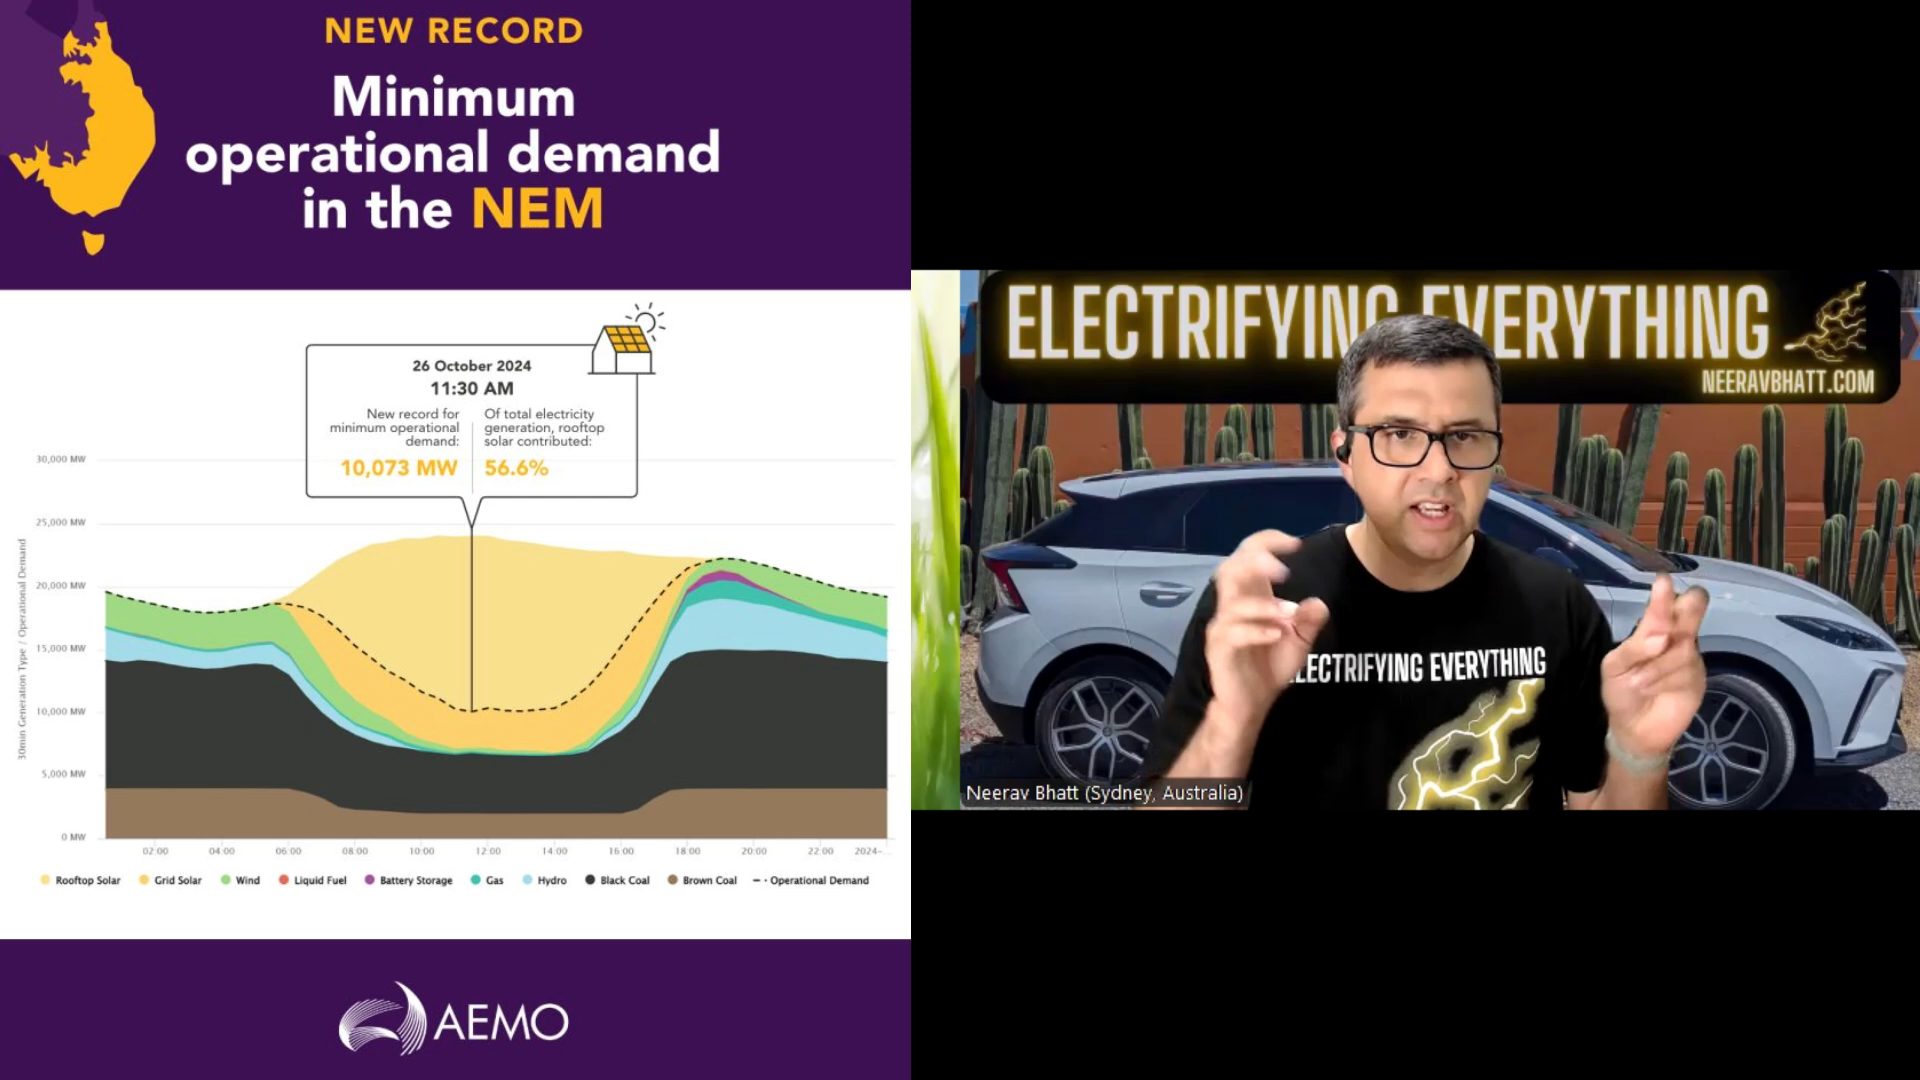 NEW RECORD
Minimum
operational demand
in the NEM
26 October 2024
11:30 AM
New record for
minimum operational
demand:
10,073 MW
Of total electricity
generation, rooftop
solar contributed:
56.6%
30min Generation Type / Operational Demand
30,000 MW
25,000 MW
20,000 MW
15,000 MW
10,000 MW
5,000 MW
0 MW
02:00 04:00 06:00 08:00 10:00 12:00 14:00 16:00 18:00 20:00 22:00 2024-...
Rooftop Solar Grid Solar Wind Liquid Fuel Battery Storage Gas Hydro Black Coal Brown Coal Operational Demand
AEMO
ELECTRIFYING EVERYTHING
NEERAVBHATT.COM
LECTRIFYING EVERYTHING
Neerav Bhatt (Sydney, Australia)